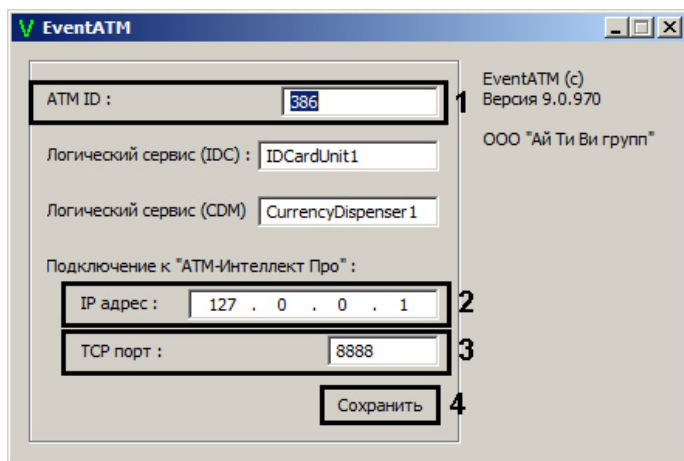 EventATM
ATM ID :
386
1
EventATM (c)
Версия 9.0.970
ООО "Ай Ти Ви групп"
Логический сервис (IDC) :
IDCardUnit1
Логический сервис (CDM)
CurrencyDispenser1
Подключение к "АТМ-Интеллект Про" :
IP адрес :
127 . 0 . 0 . 1
2
TCP порт :
8888
3
Сохранить
4